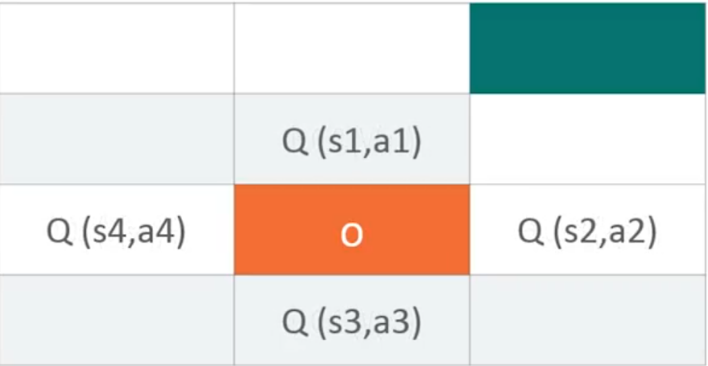 Q (s1,a1)
Q (s4,a4) O Q (s2,a2)
Q (s3,a3)